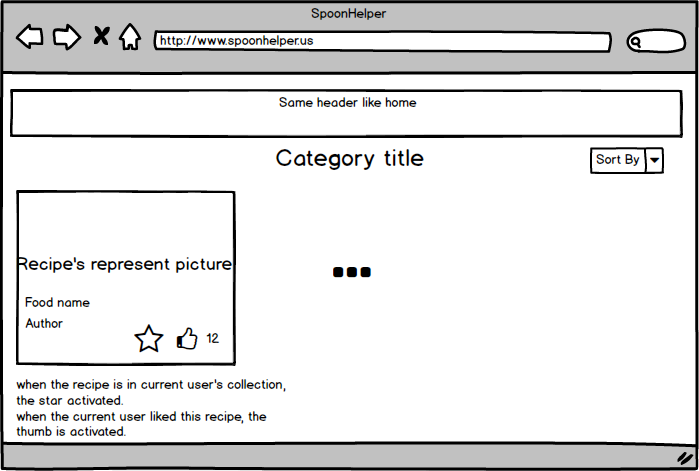 SpoonHelper
http://www.spoonhelper.us
Same header like home
Category title
Sort By
Recipe's represent picture
Food name
Author
12
when the recipe is in current user's collection,
the star activated.
when the current user liked this recipe, the
thumb is activated.